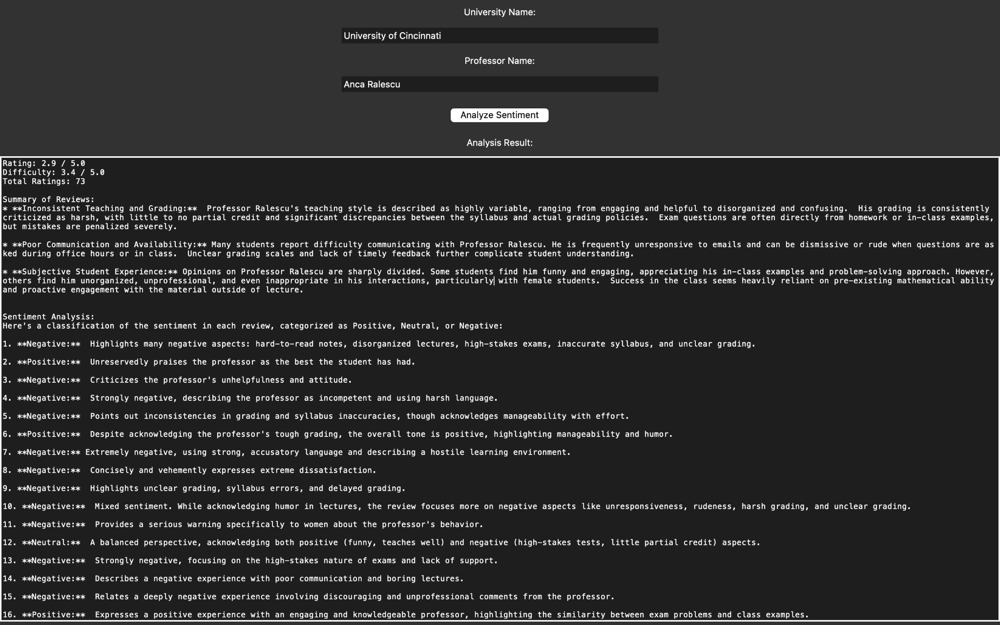 University Name:
University of Cincinnati
Professor Name:
Anca Ralescu
Analyze Sentiment
Analysis Result:
Rating: 2.9 / 5.0
Difficulty: 3.4 / 5.0
Total Ratings: 73
Summary of Reviews:
* **Inconsistent Teaching and Grading:**  Professor Ralescu's teaching style is described as highly variable, ranging from engaging and helpful to disorganized and confusing.  His grading is consistently
criticized as harsh, with little to no partial credit and significant discrepancies between the syllabus and actual grading policies.  Exam questions are often directly from homework or in-class examples,
but mistakes are penalized severely.
* **Poor Communication and Availability:** Many students report difficulty communicating with Professor Ralescu. He is frequently unresponsive to emails and can be dismissive or rude when questions are as
ked during office hours or in class.  Unclear grading scales and lack of timely feedback further complicate student understanding.
* **Subjective Student Experience:** Opinions on Professor Ralescu are sharply divided. Some students find him funny and engaging, appreciating his in-class examples and problem-solving approach. However,
others find him unorganized, unprofessional, and even inappropriate in his interactions, particularly with female students.  Success in the class seems heavily reliant on pre-existing mathematical ability
and proactive engagement with the material outside of lecture.
Sentiment Analysis:
Here's a classification of the sentiment in each review, categorized as Positive, Neutral, or Negative:
1. **Negative:**  Highlights many negative aspects: hard-to-read notes, disorganized lectures, high-stakes exams, inaccurate syllabus, and unclear grading.
2. **Positive:**  Unreservedly praises the professor as the best the student has had.
3. **Negative:**  Criticizes the professor's unhelpfulness and attitude.
4. **Negative:**  Strongly negative, describing the professor as incompetent and using harsh language.
5. **Negative:**  Points out inconsistencies in grading and syllabus inaccuracies, though acknowledges manageability with effort.
6. **Positive:**  Despite acknowledging the professor's tough grading, the overall tone is positive, highlighting manageability and humor.
7. **Negative:** Extremely negative, using strong, accusatory language and describing a hostile learning environment.
8. **Negative:**  Concisely and vehemently expresses extreme dissatisfaction.
9. **Negative:**  Highlights unclear grading, syllabus errors, and delayed grading.
10. **Negative:**  Mixed sentiment. While acknowledging humor in lectures, the review focuses more on negative aspects like unresponsiveness, rudeness, harsh grading, and unclear grading.
11. **Negative:**  Provides a serious warning specifically to women about the professor's behavior.
12. **Neutral:**  A balanced perspective, acknowledging both positive (funny, teaches well) and negative (high-stakes tests, little partial credit) aspects.
13. **Negative:**  Strongly negative, focusing on the high-stakes nature of exams and lack of support.
14. **Negative:**  Describes a negative experience with poor communication and boring lectures.
15. **Negative:**  Relates a deeply negative experience involving discouraging and unprofessional comments from the professor.
16. **Positive:**  Expresses a positive experience with an engaging and knowledgeable professor, highlighting the similarity between exam problems and class examples.